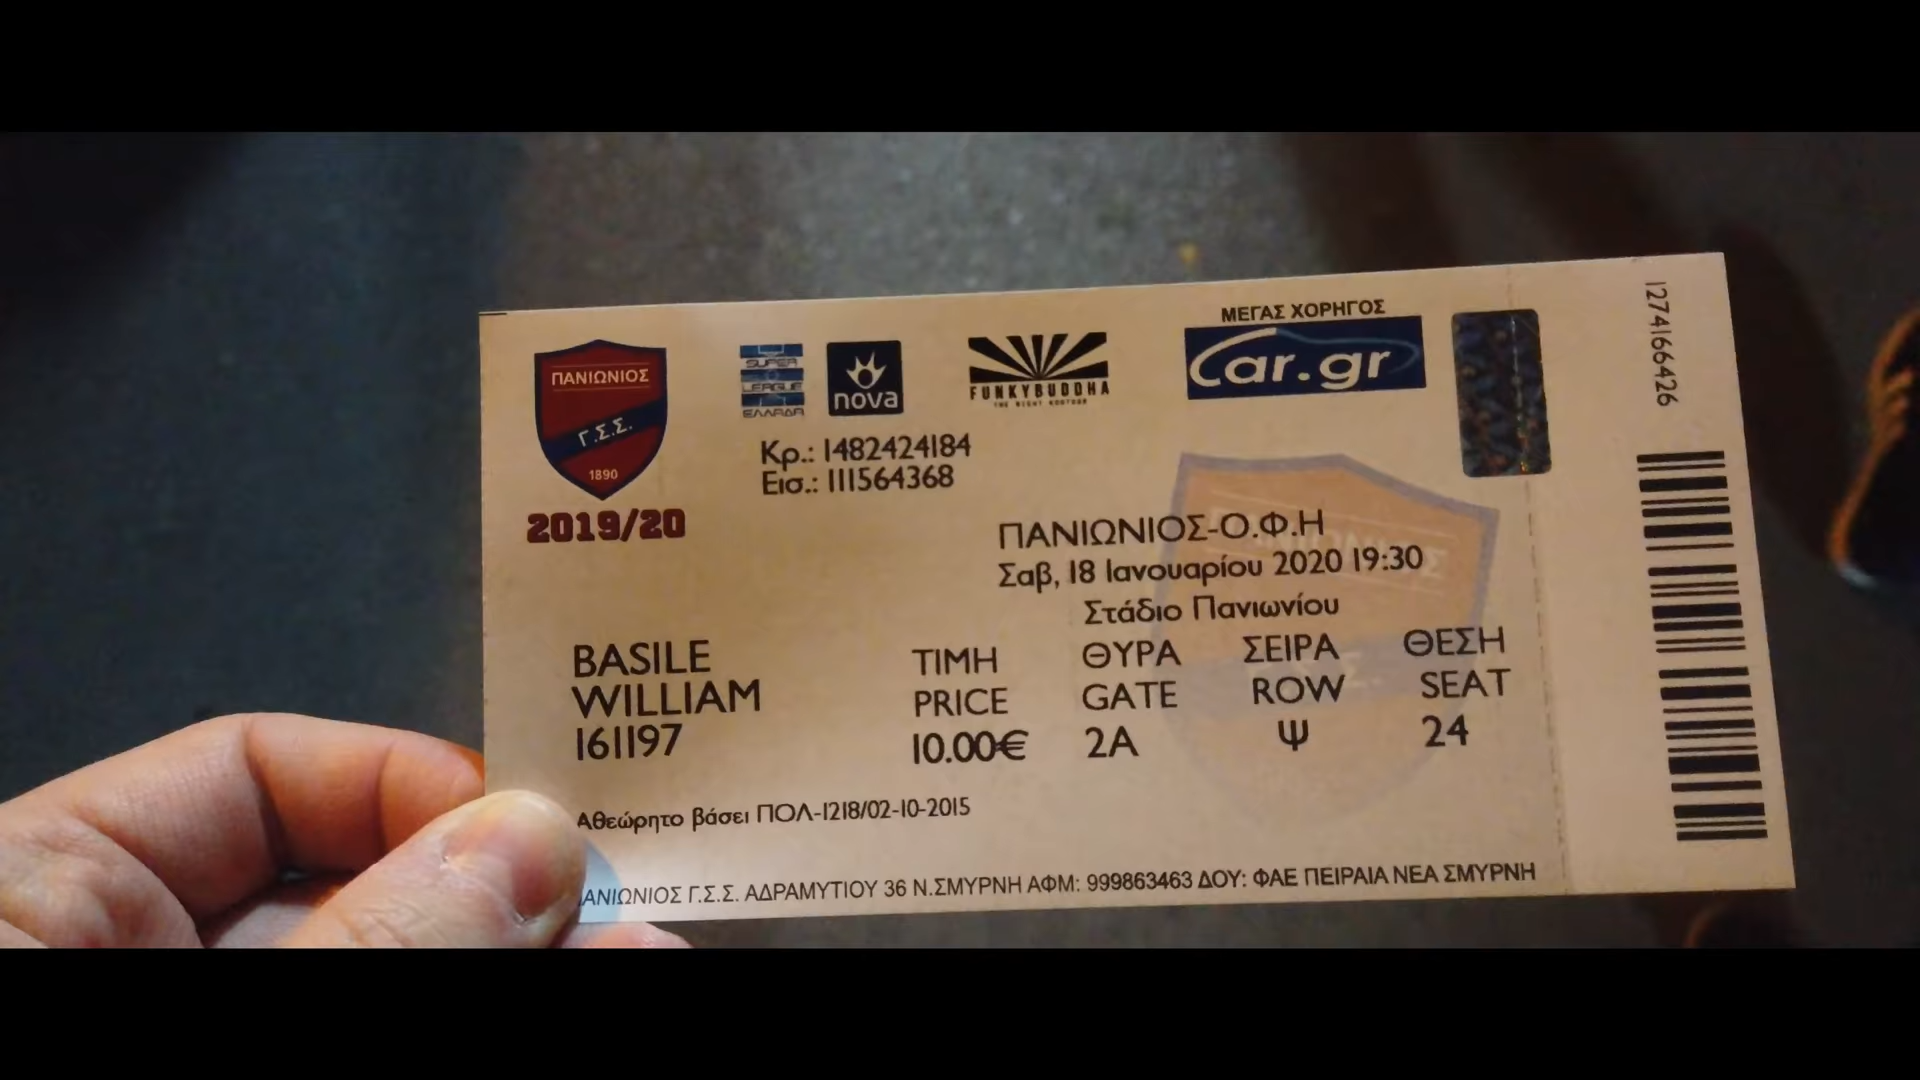 ΜΕΓΑΣ ΧΟΡΗΓΟΣ
ΠΑΝΙΩΝΙΟΣ
Γ.Σ.Σ.
1890
2019/20
SUPER
LEAGUE
ΕΛΛΑΔΑ
nova
FUNKYBUDDHA
Car.gr
1274166426
Κρ.: 1482424184
Εισ.: 111564368
ΠΑΝΙΩΝΙΟΣ-Ο.Φ.Η
Σαβ, 18 Ιανουαρίου 2020 19:30
Στάδιο Πανιωνίου
BASILE
WILLIAM
161197
ΤΙΜΗ ΘΥΡΑ ΣΕΙΡΑ ΘΕΣΗ
PRICE GATE ROW SEAT
10.00€ 2A Ψ 24
Αθεώρητο βάσει ΠΟΛ-1218/02-10-2015
ΑΝΙΩΝΙΟΣ Γ.Σ.Σ. ΑΔΡΑΜΥΤΙΟΥ 36 Ν.ΣΜΥΡΝΗ ΑΦΜ: 999863463 ΔΟΥ: ΦΑΕ ΠΕΙΡΑΙΑ ΝΕΑ ΣΜΥΡΝΗ